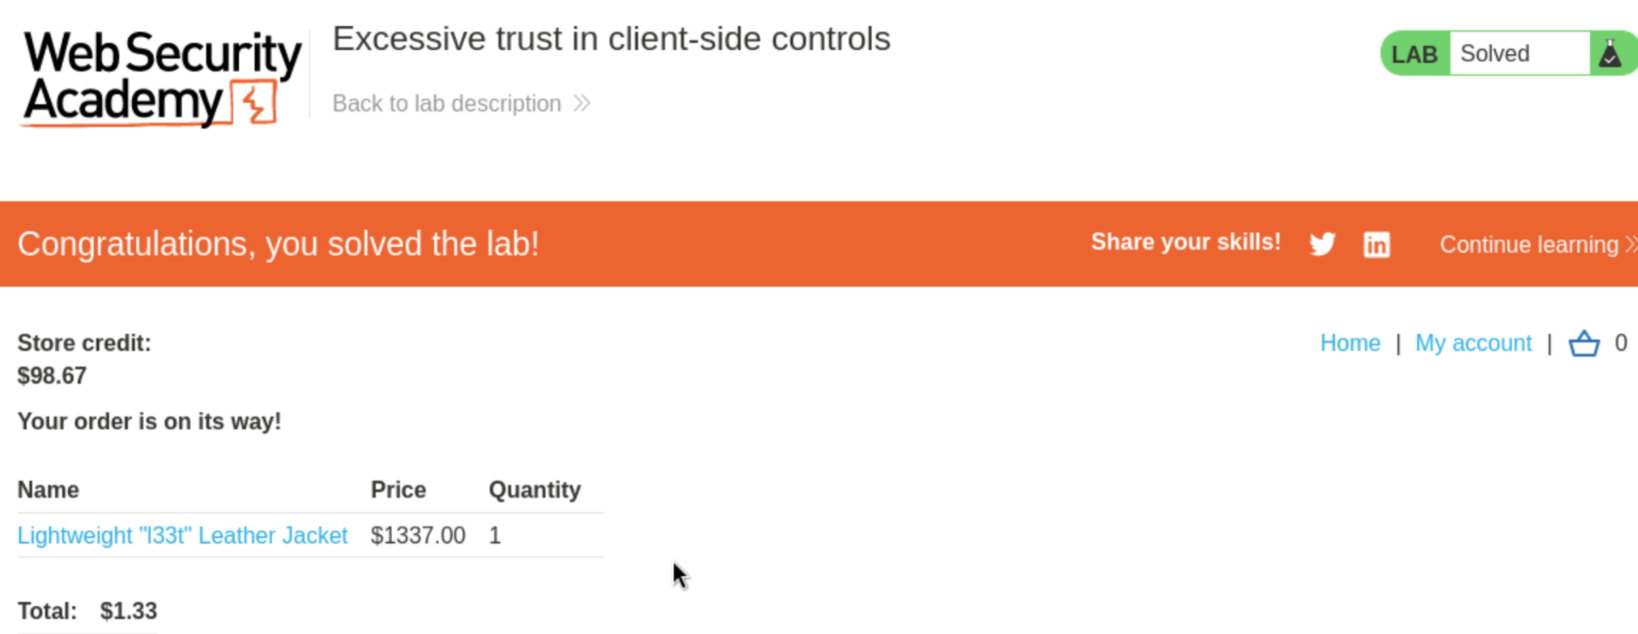 Web Security
Academy
Excessive trust in client-side controls
Back to lab description
LAB Solved
Congratulations, you solved the lab!
Share your skills!
in
Continue learning
Store credit:
$98.67
Home | My account | 0
Your order is on its way!
Name Price Quantity
Lightweight "l33t" Leather Jacket $1337.00 1
Total: $1.33